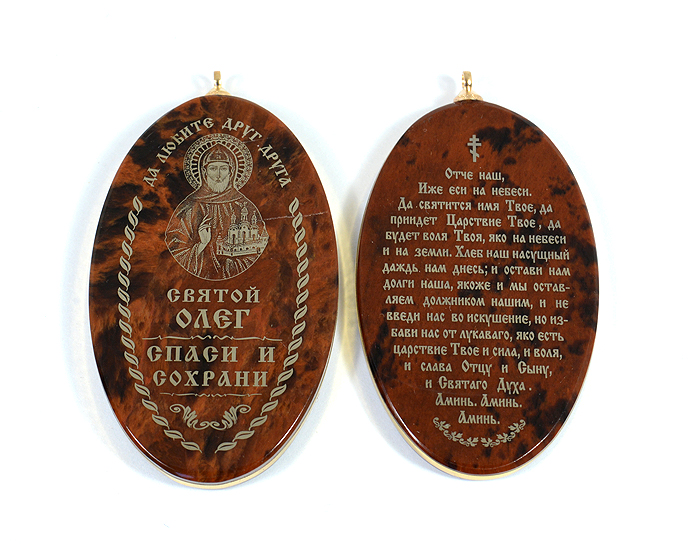 ДА ЛЮБИТЕ ДРУГ ДРУГА
СВЯТОЙ
ОЛЕГ
СПАСИ И
СОХРАНИ
Отче наш,
Иже еси на небеси.
Да святится имя Твое, да
приидет Царствие Твое, да
будет воля Твоя, яко на небеси
и на земли. Хлеб наш насущный
даждь нам днесь; и остави нам
долги наша, якоже и мы остав-
ляем должником нашим, и не
введи нас во искушение, но из-
бави нас от лукаваго, яко есть
царствие Твое и сила, и воля,
и слава Отцу и Сыну,
и Святаго Духа.
Аминь. Аминь.
Аминь.